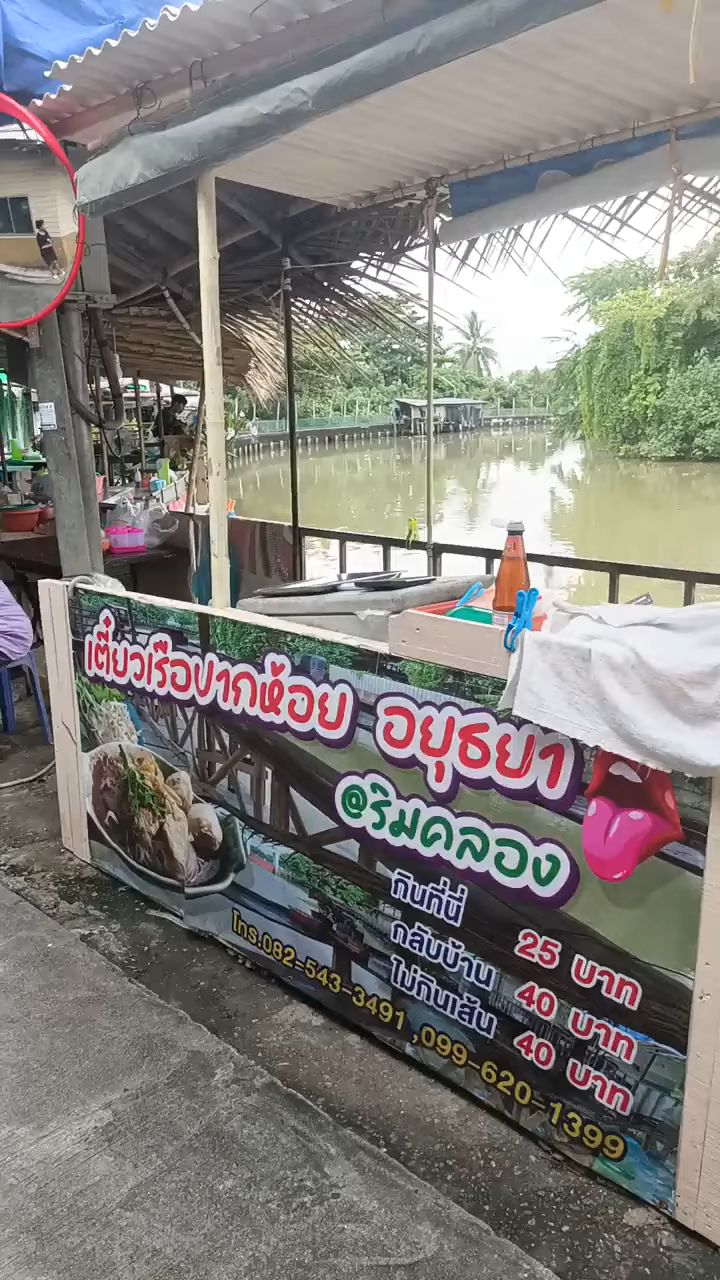 เตี๋ยวเรือปากห้อย อยุธยา
@ริมคลอง
กินที่นี่ 25 บาท
กลับบ้าน 40 บาท
ไม่กินเส้น 40 บาท
โทร.082-543-3491 ,099-620-1399